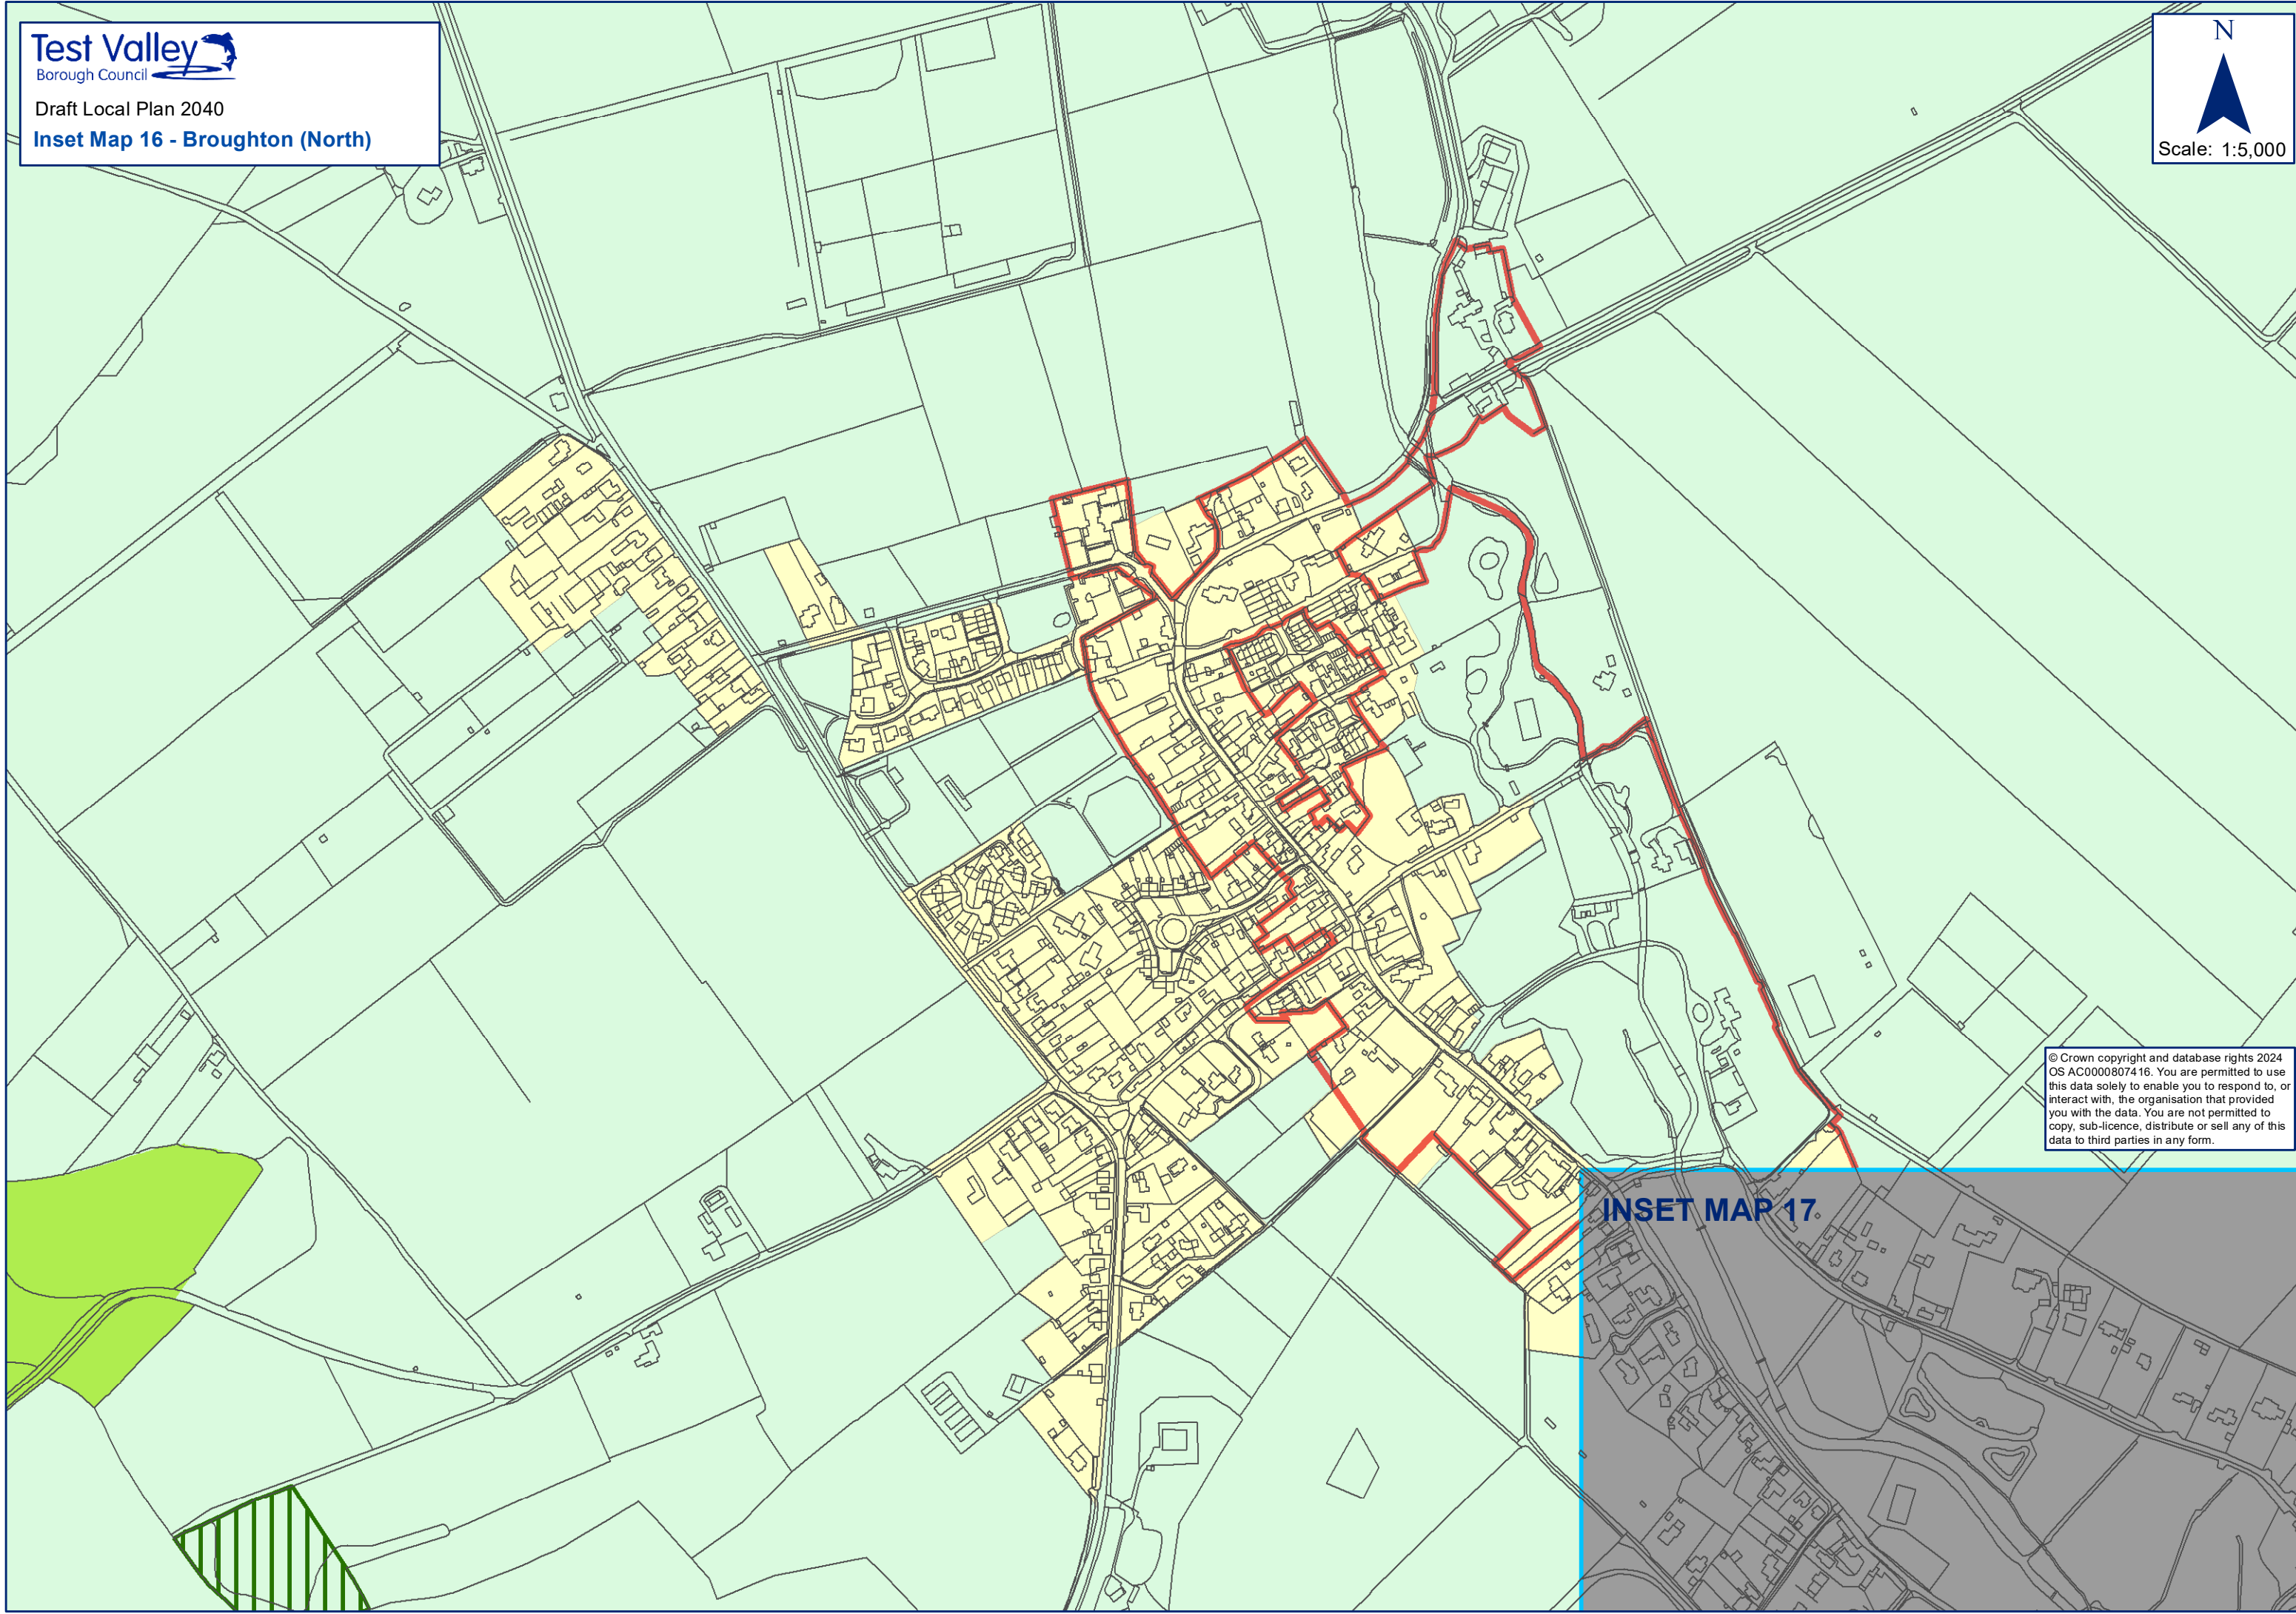 Test Valley
Borough Council
Draft Local Plan 2040
Inset Map 16 - Broughton (North)
N
Scale: 1:5,000
© Crown copyright and database rights 2024
OS AC0000807416. You are permitted to use
this data solely to enable you to respond to, or
interact with, the organisation that provided
you with the data. You are not permitted to
copy, sub-licence, distribute or sell any of this
data to third parties in any form.
INSET MAP 17